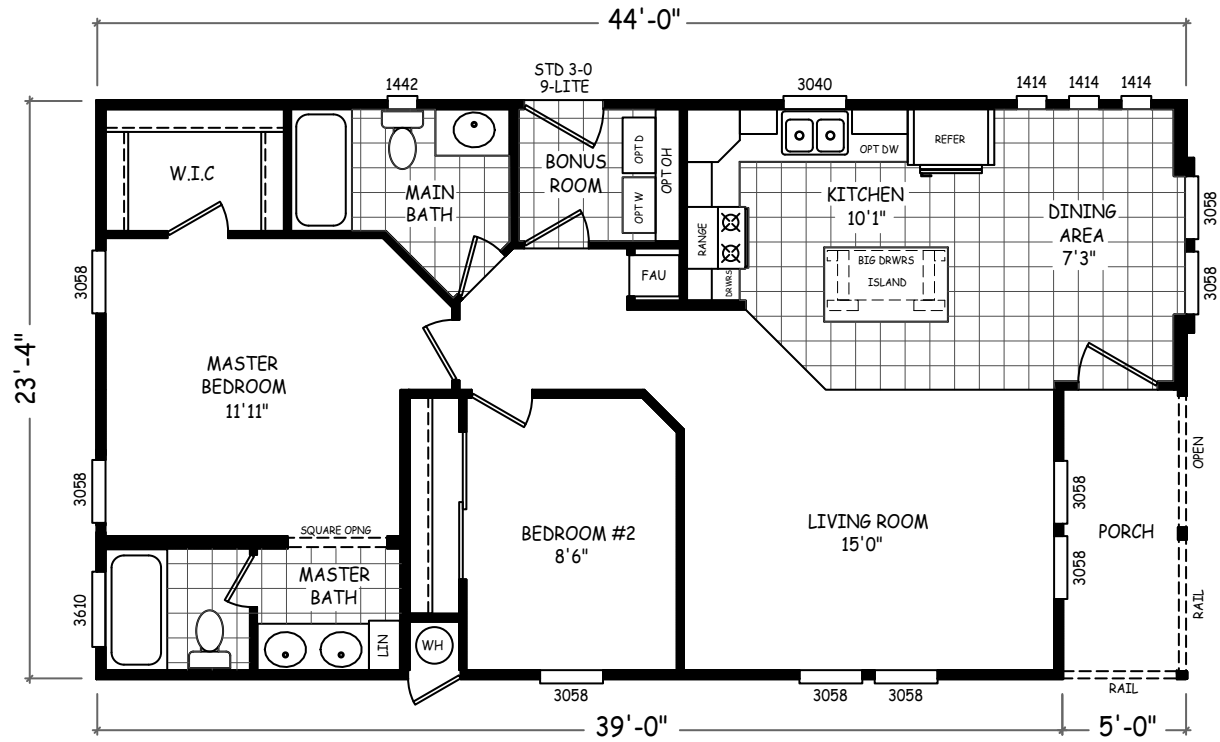 44'-0"
STD 3-0
9-LITE
1442
3040
1414
1414
1414
W.I.C
MAIN
BATH
BONUS
ROOM
OPT D
OPT W
OPT OH
OPT DW
REFER
KITCHEN
10'1"
DINING
AREA
7'3"
3058
3058
RANGE
DRWRS
BIG DRWRS
ISLAND
FAU
3058
23'-4"
MASTER
BEDROOM
11'11"
3058
SQUARE OPNG
MASTER
BATH
3610
LIN
WH
BEDROOM #2
8'6"
LIVING ROOM
15'0"
3058
3058
PORCH
OPEN
RAIL
RAIL
3058
3058
3058
39'-0"
5'-0"